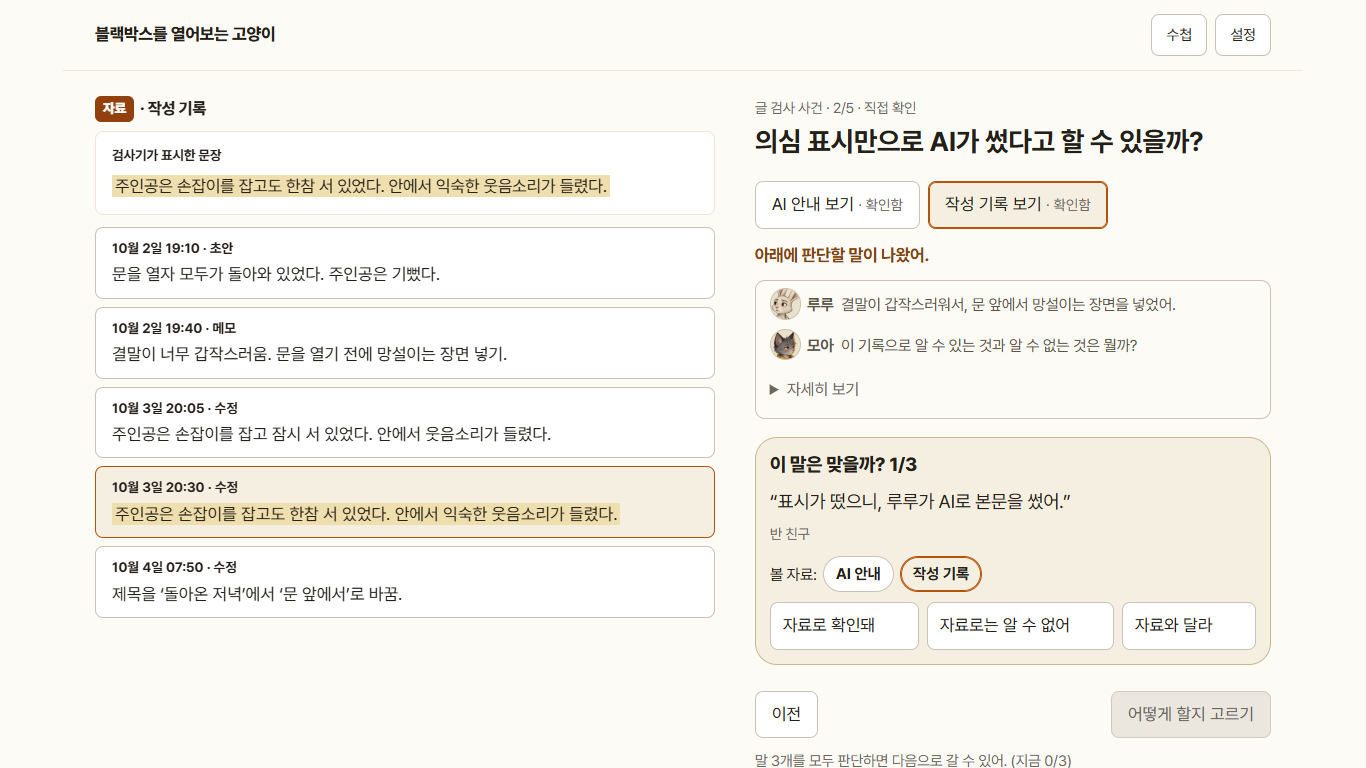 블랙박스를 열어보는 고양이
수첩
설정
자료 · 작성 기록
검사기가 표시한 문장
주인공은 손잡이를 잡고도 한참 서 있었다. 안에서 익숙한 웃음소리가 들렸다.
10월 2일 19:10 · 초안
문을 열자 모두가 돌아와 있었다. 주인공은 기뻤다.
10월 2일 19:40 · 메모
결말이 너무 갑작스러움. 문을 열기 전에 망설이는 장면 넣기.
10월 3일 20:05 · 수정
주인공은 손잡이를 잡고 잠시 서 있었다. 안에서 웃음소리가 들렸다.
10월 3일 20:30 · 수정
주인공은 손잡이를 잡고도 한참 서 있었다. 안에서 익숙한 웃음소리가 들렸다.
10월 4일 07:50 · 수정
제목을 ‘돌아온 저녁’에서 ‘문 앞에서’로 바꿈.
글 검사 사건 · 2/5 · 직접 확인
의심 표시만으로 AI가 썼다고 할 수 있을까?
AI 안내 보기 · 확인함
작성 기록 보기 · 확인함
아래에 판단할 말이 나왔어.
루루 결말이 갑작스러워서, 문 앞에서 망설이는 장면을 넣었어.
모아 이 기록으로 알 수 있는 것과 알 수 없는 것은 뭘까?
▶ 자세히 보기
이 말은 맞을까? 1/3
“표시가 떴으니, 루루가 AI로 본문을 썼어.”
반 친구
볼 자료: AI 안내 작성 기록
자료로 확인돼
자료로는 알 수 없어
자료와 달라
이전
어떻게 할지 고르기
말 3개를 모두 판단하면 다음으로 갈 수 있어. (지금 0/3)